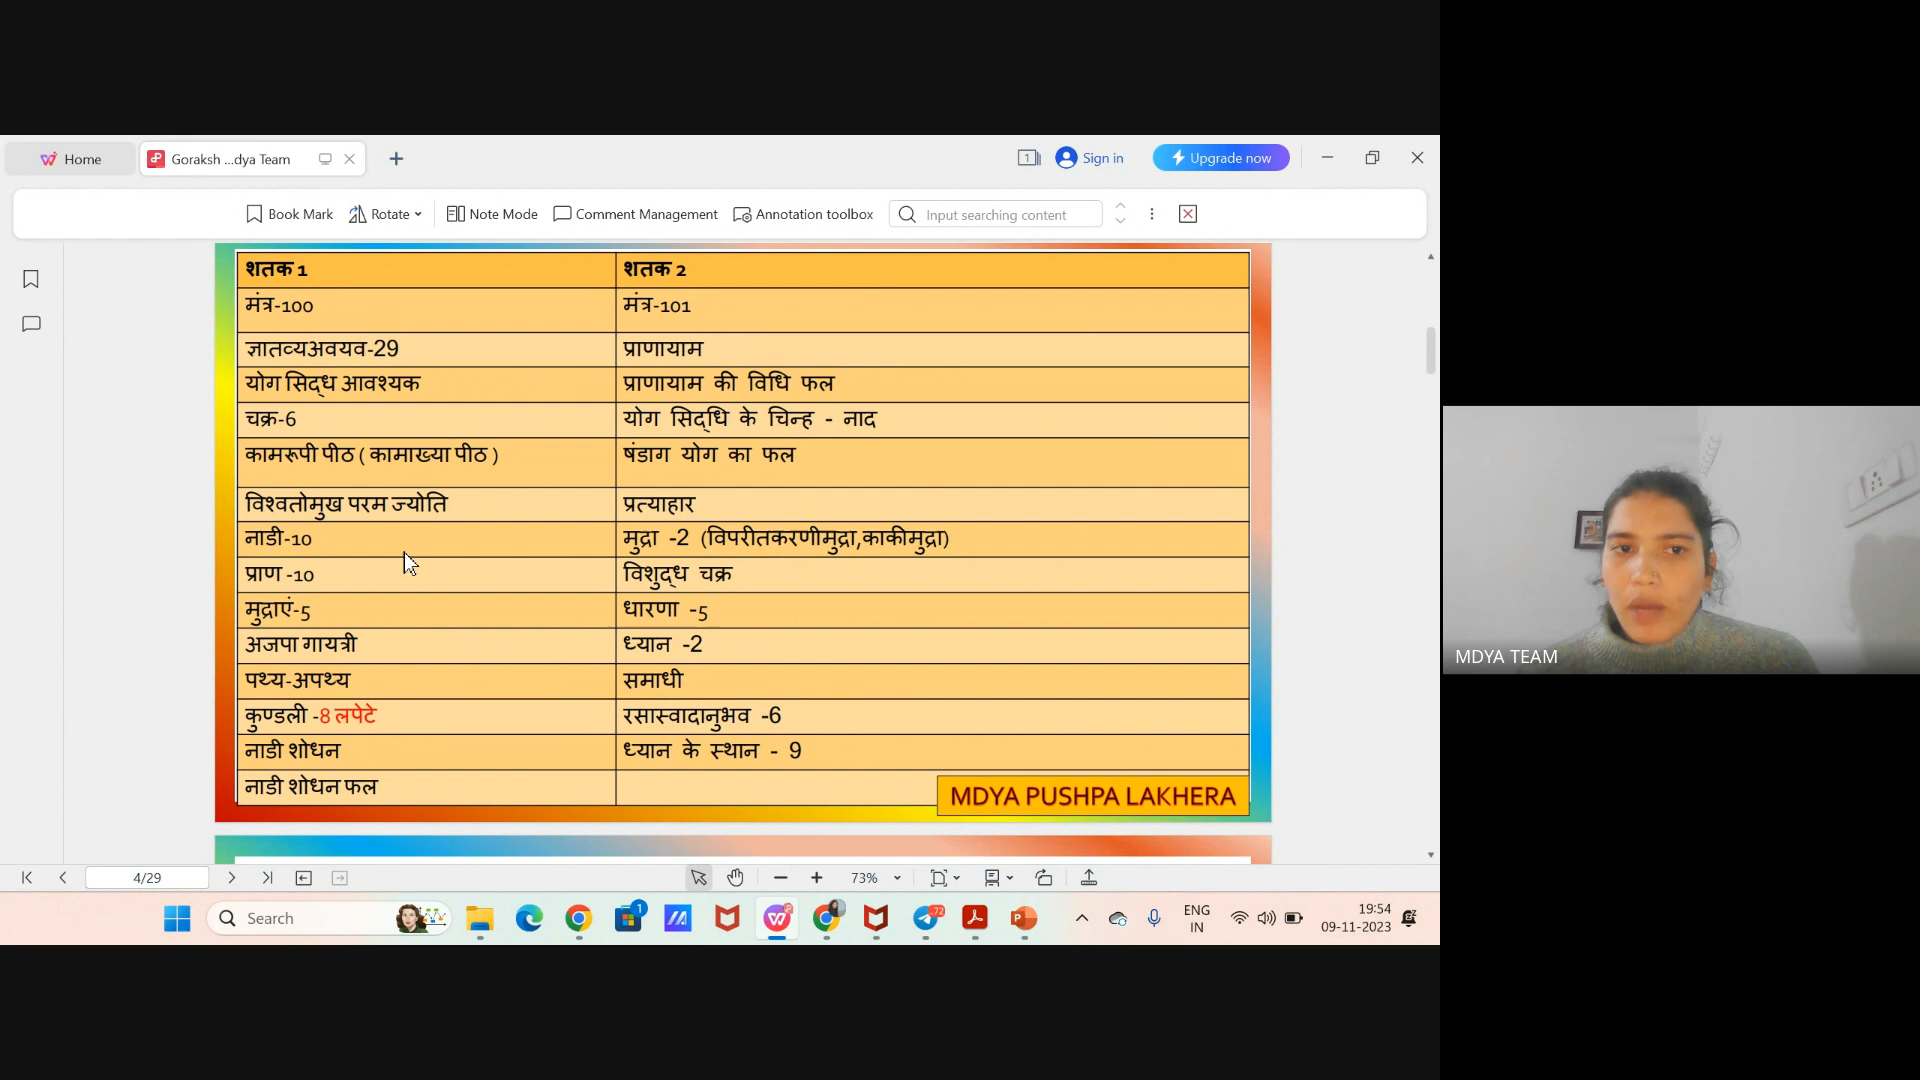 Home
Goraksh ...dya Team
1
Sign in
Upgrade now
Book Mark
Rotate
Note Mode
Comment Management
Annotation toolbox
Input searching content
शतक 1 शतक 2
मंत्र-100 मंत्र-101
ज्ञातव्यअवयव-29 प्राणायाम
योग सिद्ध आवश्यक प्राणायाम की विधि फल
चक्र-6 योग सिद्धि के चिन्ह - नाद
कामरूपी पीठ ( कामाख्या पीठ ) षंडाग योग का फल
विश्वतोमुख परम ज्योति प्रत्याहार
नाडी-10 मुद्रा -2 (विपरीतकरणीमुद्रा,काकीमुद्रा)
प्राण -10 विशुद्ध चक्र
मुद्राएं-5 धारणा -5
अजपा गायत्री ध्यान -2
पथ्य-अपथ्य समाधी
कुण्डली -8 लपेटे रसास्वादानुभव -6
नाडी शोधन ध्यान के स्थान - 9
नाडी शोधन फल
MDYA PUSHPA LAKHERA
MDYA TEAM
4/29
73%
Search
1
72
ENG
IN
19:54
09-11-2023